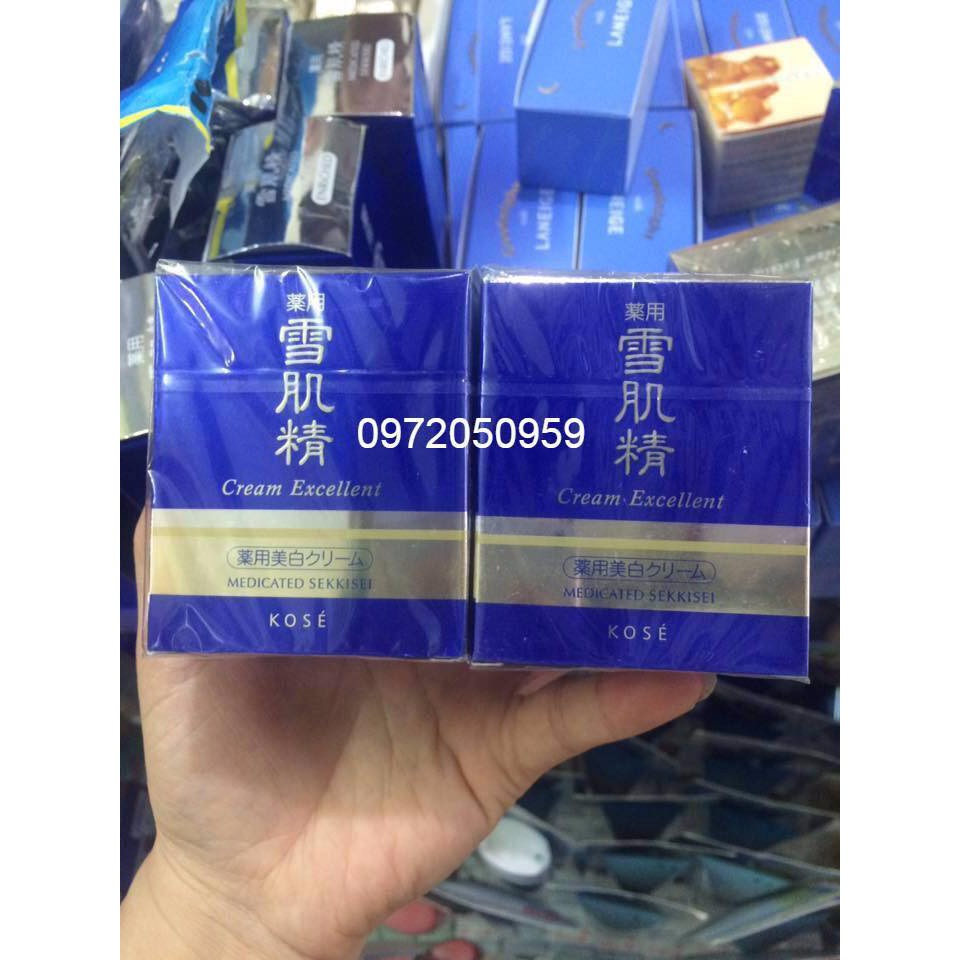 LANEIGE
LANEIGE
LANEIGE
薬用
雪肌精
Cream Excellent
薬用美白クリーム
MEDICATED SEKKISEI
KOSÉ
薬用
雪肌精
Cream Excellent
薬用美白クリーム
MEDICATED SEKKISEI
KOSÉ
0972050959